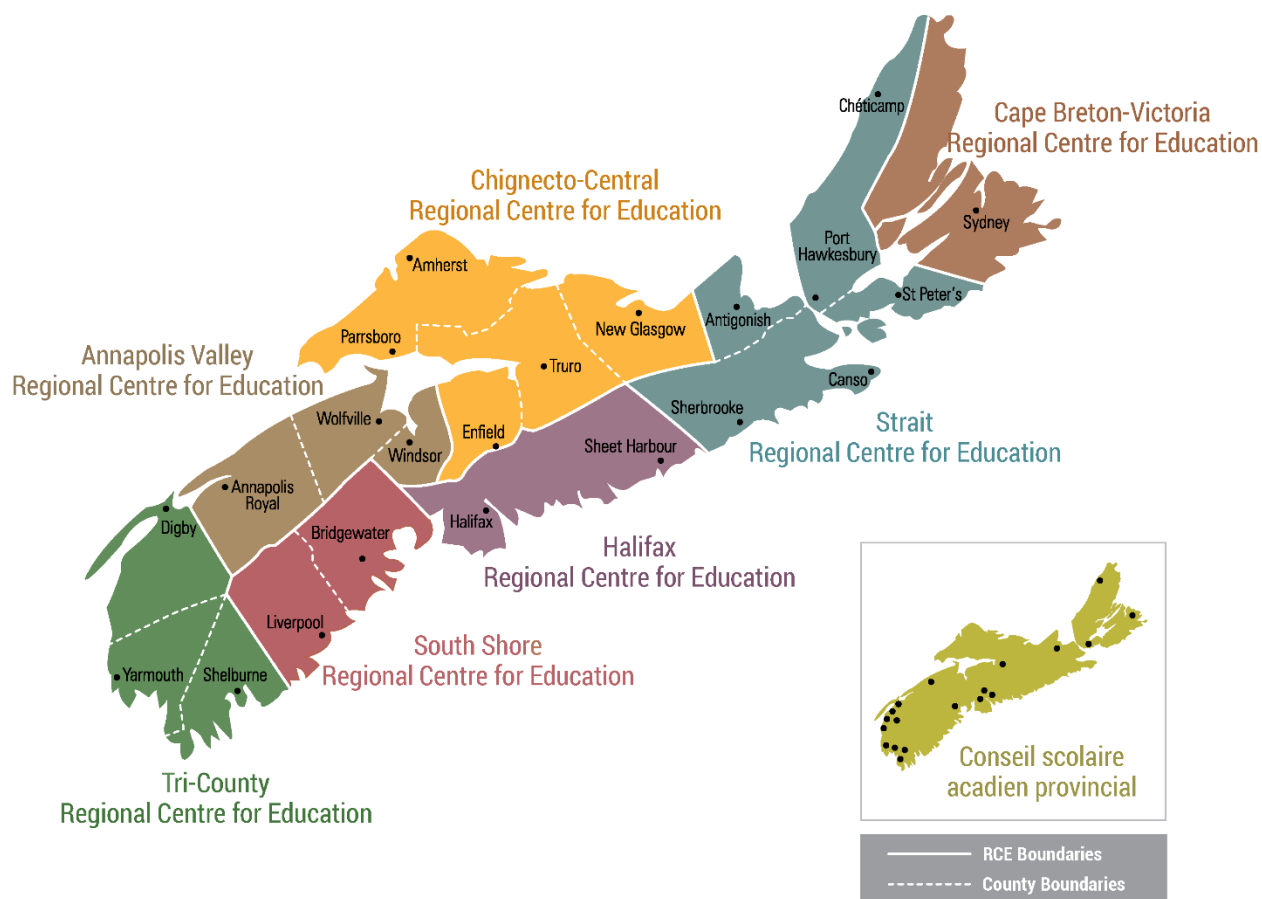 Chéticamp
Cape Breton-Victoria
Regional Centre for Education
Chignecto-Central
Regional Centre for Education
Sydney
Port
Hawkesbury
Amherst
St Peter's
Antigonish
New Glasgow
Parrsboro
Annapolis Valley
Regional Centre for Education
Truro
Canso
Sherbrooke
Wolfville
Strait
Regional Centre for Education
Enfield
Windsor
Sheet Harbour
Annapolis
Royal
Digby
Bridgewater
Halifax
Halifax
Regional Centre for Education
Liverpool
South Shore
Regional Centre for Education
Yarmouth
Shelburne
Tri-County
Regional Centre for Education
Conseil scolaire
acadien provincial
RCE Boundaries
County Boundaries